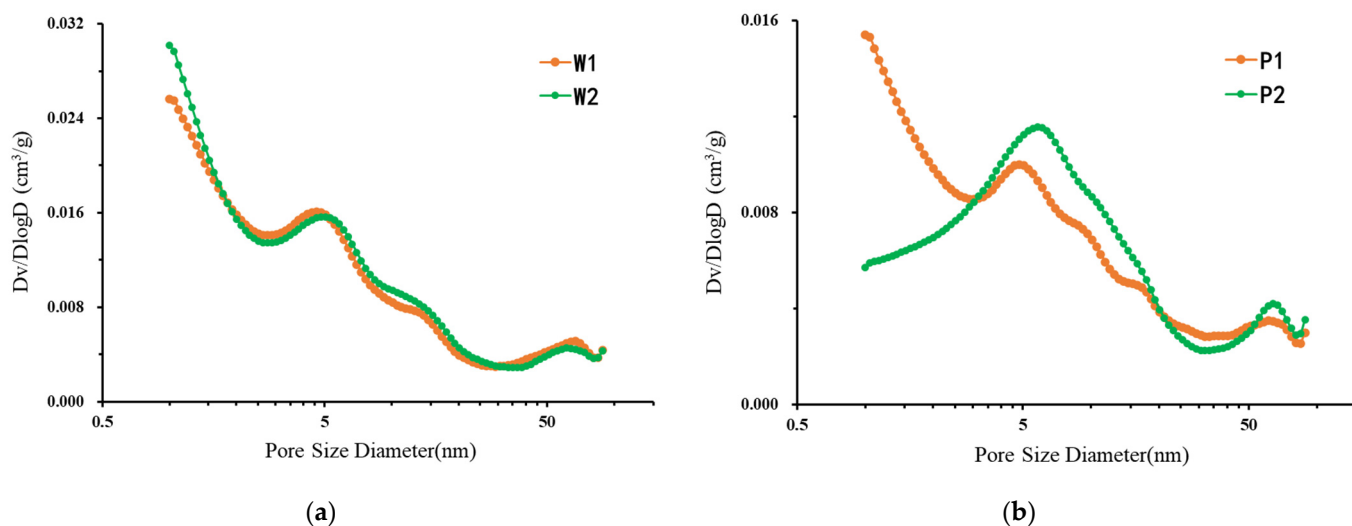 0.032
0.024
0.016
0.008
0.000
Dv/DlogD (cm³/g)
W1
W2
0.5
5
50
Pore Size Diameter(nm)
(a)
0.016
0.008
0.000
Dv/DlogD (cm³/g)
P1
P2
0.5
5
50
Pore Size Diameter(nm)
(b)